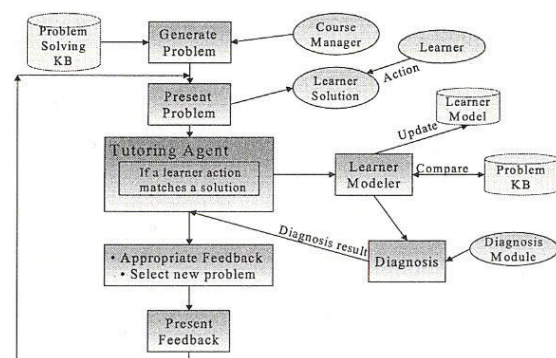 Problem
Solving
KB
Generate
Problem
Course
Manager
Learner
Action
Present
Problem
Learner
Solution
Learner
Model
Update
Tutoring Agent
If a learner action
matches a solution
Learner
Modeler
Compare
Problem
KB
Diagnosis result
• Appropriate Feedback
• Select new problem
Diagnosis
Diagnosis
Module
Present
Feedback